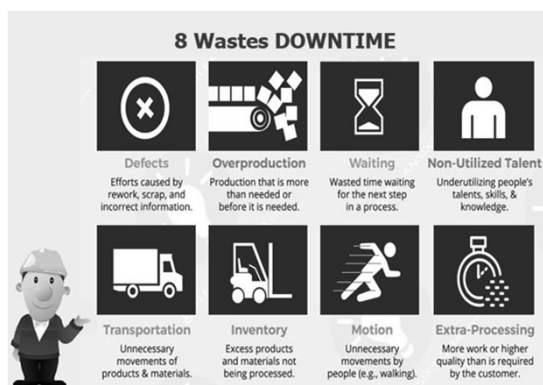 8 Wastes DOWNTIME
Defects
Efforts caused by
rework, scrap, and
incorrect information.
Overproduction
Production that is more
than needed or
before it is needed.
Waiting
Wasted time waiting
for the next step
in a process.
Non-Utilized Talent
Underutilizing people's
talents, skills, &
knowledge.
Transportation
Unnecessary
movements of
products & materials.
Inventory
Excess products
and materials not
being processed.
Motion
Unnecessary
movements by
people (e.g., walking).
Extra-Processing
More work or higher
quality than is required
by the customer.